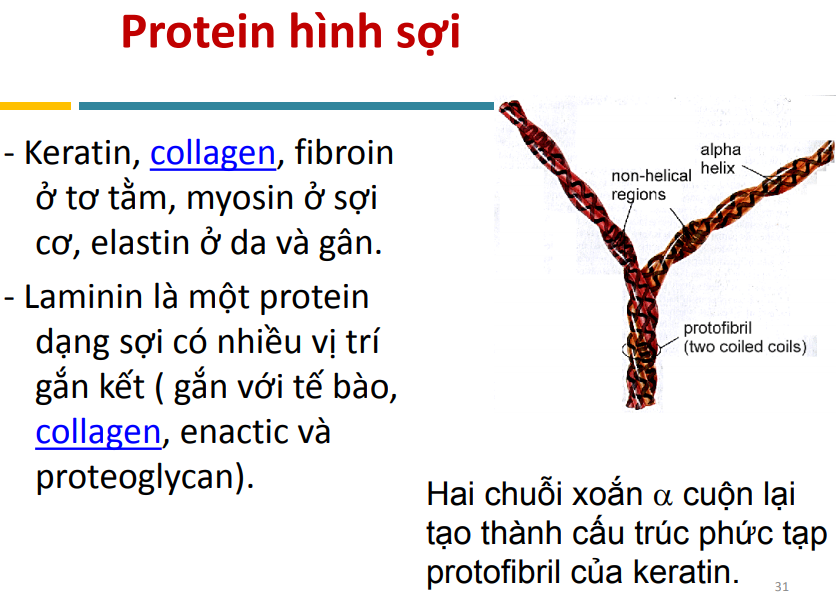 Protein hình sợi
- Keratin, collagen, fibroin
ở tơ tằm, myosin ở sợi
cơ, elastin ở da và gân.
- Laminin là một protein
dạng sợi có nhiều vị trí
gắn kết ( gắn với tế bào,
collagen, enactic và
proteoglycan).
alpha
helix
non-helical
regions
protofibril
(two coiled coils)
Hai chuỗi xoắn α cuộn lại
tạo thành cấu trúc phức tạp
protofibril của keratin.
31